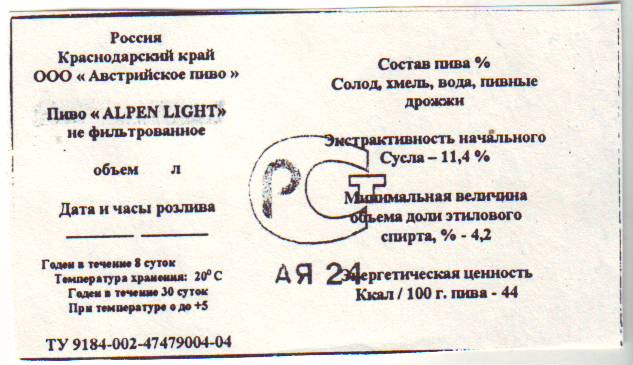 Россия
Краснодарский край
ООО « Австрийское пиво »
Пиво « ALPEN LIGHT»
не фильтрованное
объем л
Дата и часы розлива
Годен в течение 8 суток
Температура хранения: 20⁰ С
Годен в течение 30 суток
При температуре о до +5
ТУ 9184-002-47479004-04
Состав пива %
Солод, хмель, вода, пивные
дрожжи
Экстрактивность начального
Сусла – 11,4 %
Минимальная величина
объема доли этилового
спирта, % - 4,2
Энергетическая ценность
Ккал / 100 г. пива - 44
РСТ
АЯ 24